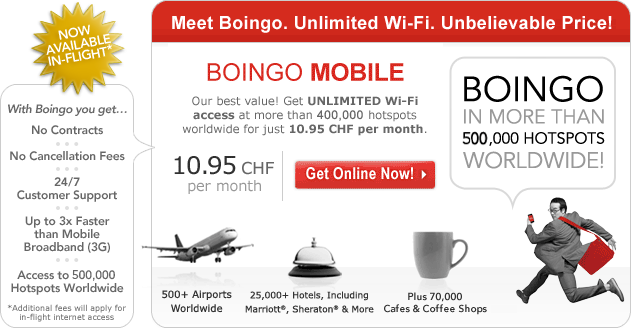 NOW
AVAILABLE
IN-FLIGHT*
With Boingo you get...
No Contracts
No Cancellation Fees
24/7
Customer Support
Up to 3x Faster
than Mobile
Broadband (3G)
Access to 500,000
Hotspots Worldwide
*Additional fees will apply for
in-flight internet access
Meet Boingo. Unlimited Wi-Fi. Unbelievable Price!
BOINGO MOBILE
Our best value! Get UNLIMITED Wi-Fi
access at more than 400,000 hotspots
worldwide for just 10.95 CHF per month.
10.95 CHF
per month
Get Online Now!
BOINGO
IN MORE THAN
500,000 HOTSPOTS
WORLDWIDE!
500+ Airports
Worldwide
25,000+ Hotels, Including
Marriott®, Sheraton® & More
Plus 70,000
Cafes & Coffee Shops